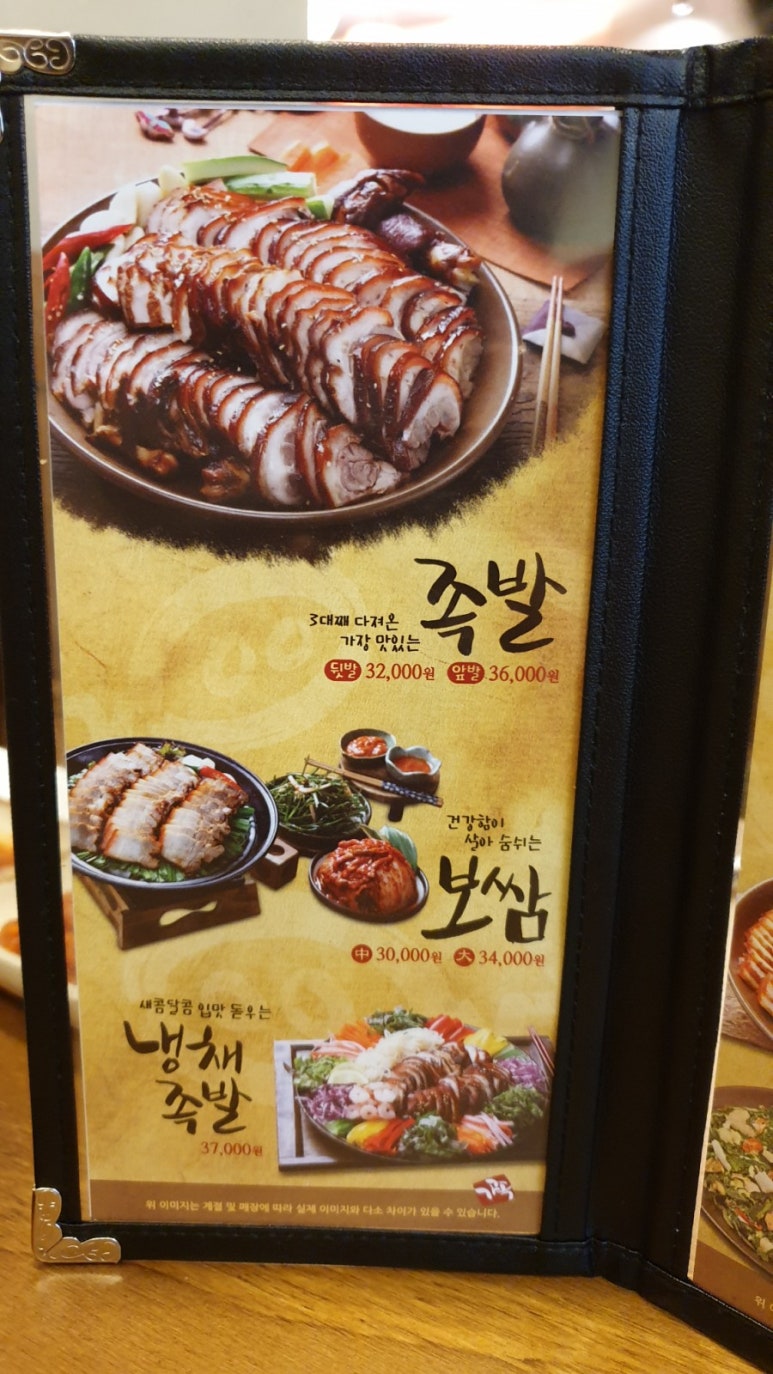 3대째 다져온
가장 맛있는
족발
뒷발 32,000원 앞발 36,000원
건강함이
살아 숨쉬는
보쌈
中 30,000원 大 34,000원
새콤달콤 입맛 돋우는
냉채
족발
37,000원
위 이미지는 계절 및 매장에 따라 실제 이미지와 다소 차이가 있을 수 있습니다.
위